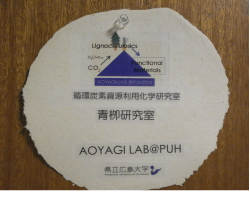 Lignocellulosics
CO₂
Functional
Materials
循環炭素資源利用化学研究室
青柳研究室
AOYAGI LAB@PUH
県立広島大学